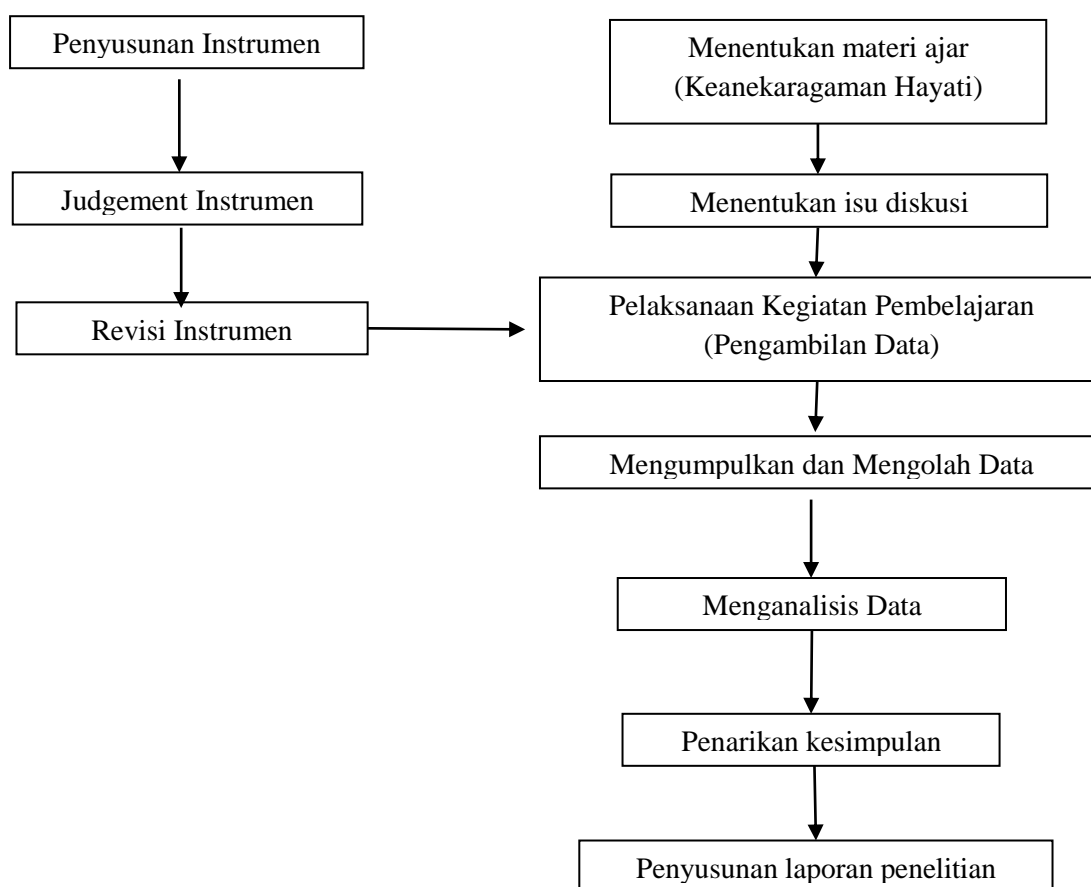 Penyusunan Instrumen
Judgement Instrumen
Revisi Instrumen
Menentukan materi ajar
(Keanekaragaman Hayati)
Menentukan isu diskusi
Pelaksanaan Kegiatan Pembelajaran
(Pengambilan Data)
Mengumpulkan dan Mengolah Data
Menganalisis Data
Penarikan kesimpulan
Penyusunan laporan penelitian